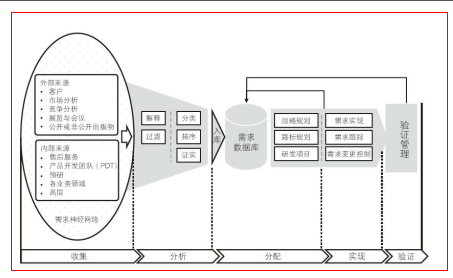 外部来源
• 客户
• 市场分析
• 竞争分析
• 展览与会议
• 公开或非公开出版物
内部来源
• 售后服务
• 产品开发团队（PDT）
• 预研
• 各业务领域
• 高层
需求神经网络
解释
分类
过滤
排序
证实
入库
需求
数据库
战略规划
需求实现
路标规划
需求跟踪
研发项目
需求变更控制
验证管理
收集
分析
分配
实现
验证